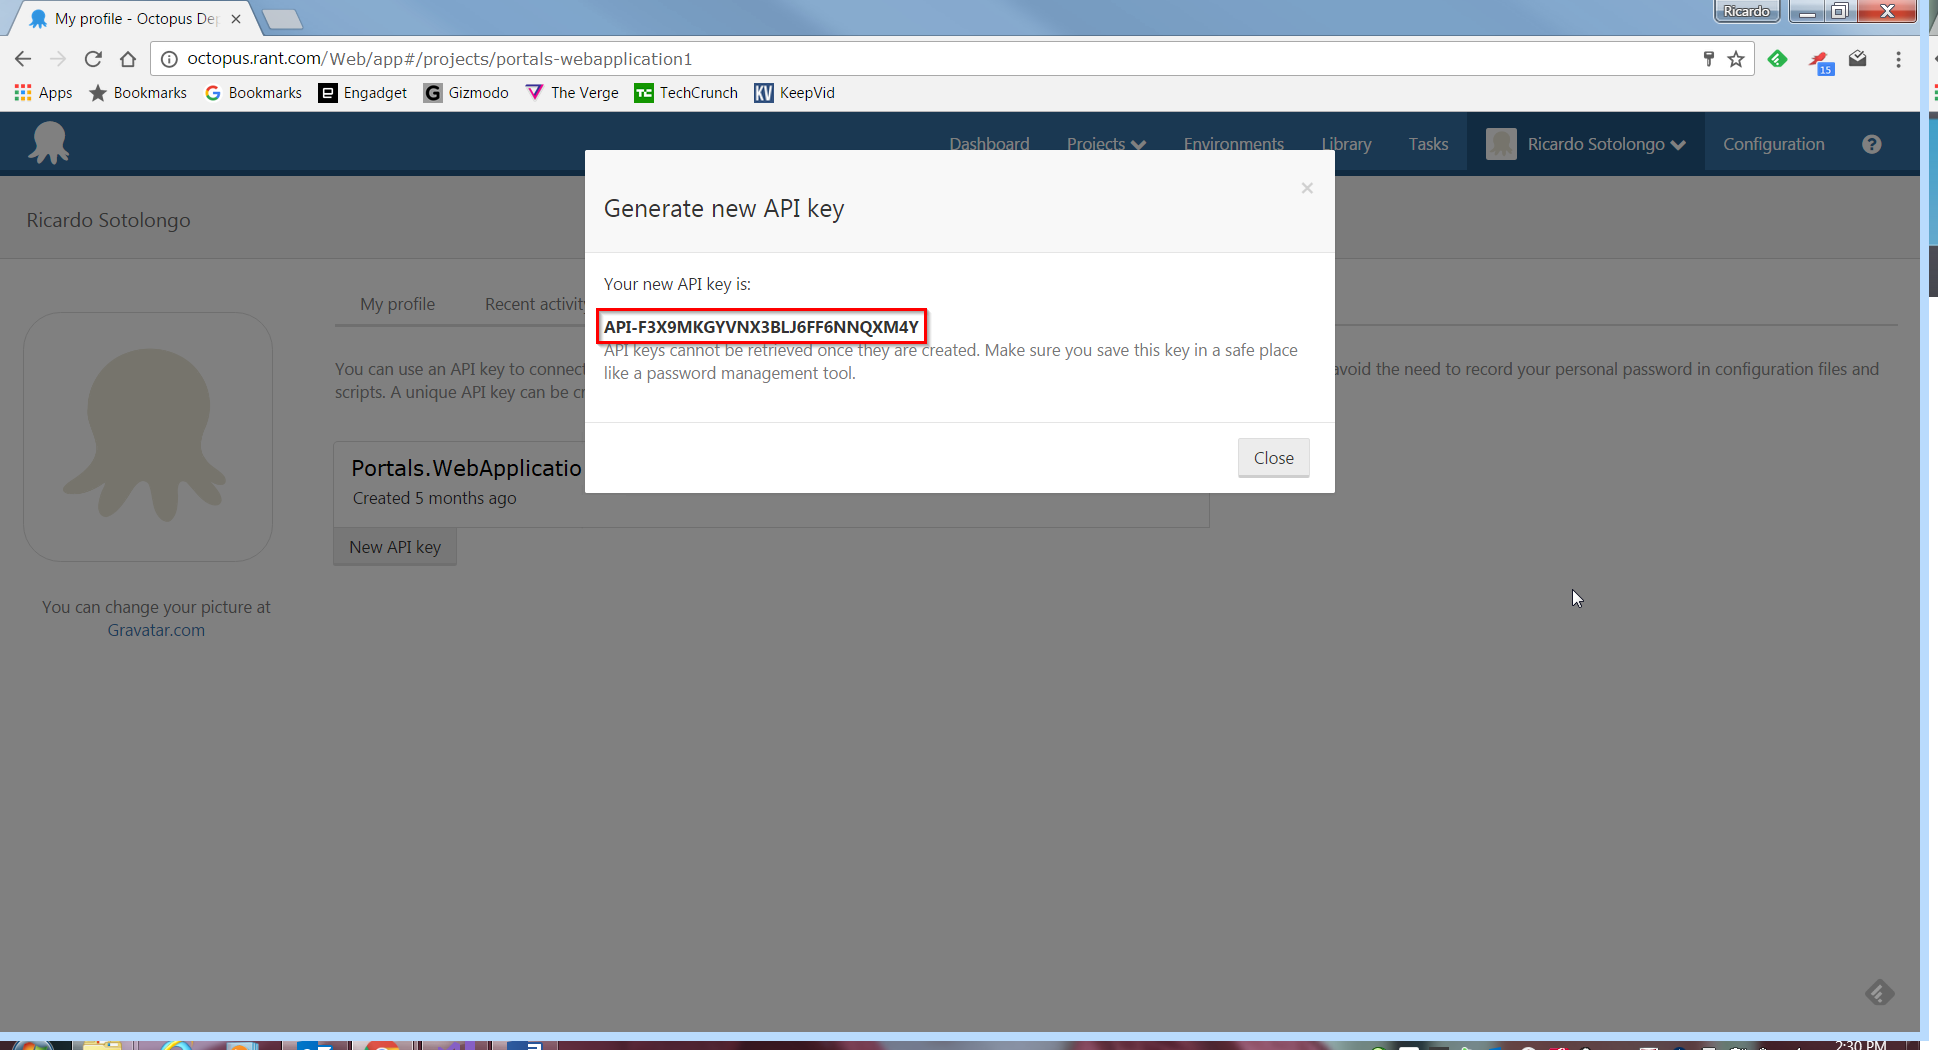 My profile - Octopus De
Ricardo
octopus.rant.com/Web/app#/projects/portals-webapplication1
15
Apps
Bookmarks
Bookmarks
Engadget
Gizmodo
The Verge
TechCrunch
KeepVid
Dashboard
Projects
Environments
Library
Tasks
Ricardo Sotolongo
Configuration
?
Ricardo Sotolongo
Generate new API key
×
Your new API key is:
API-F3X9MKGYVNX3BLJ6FF6NNQXM4Y
API keys cannot be retrieved once they are created. Make sure you save this key in a safe place
like a password management tool.
Close
My profile
Recent activit
You can use an API key to connect
avoid the need to record your personal password in configuration files and
scripts. A unique API key can be cr
Portals.WebApplicatio
Created 5 months ago
New API key
You can change your picture at
Gravatar.com
2:30 PM